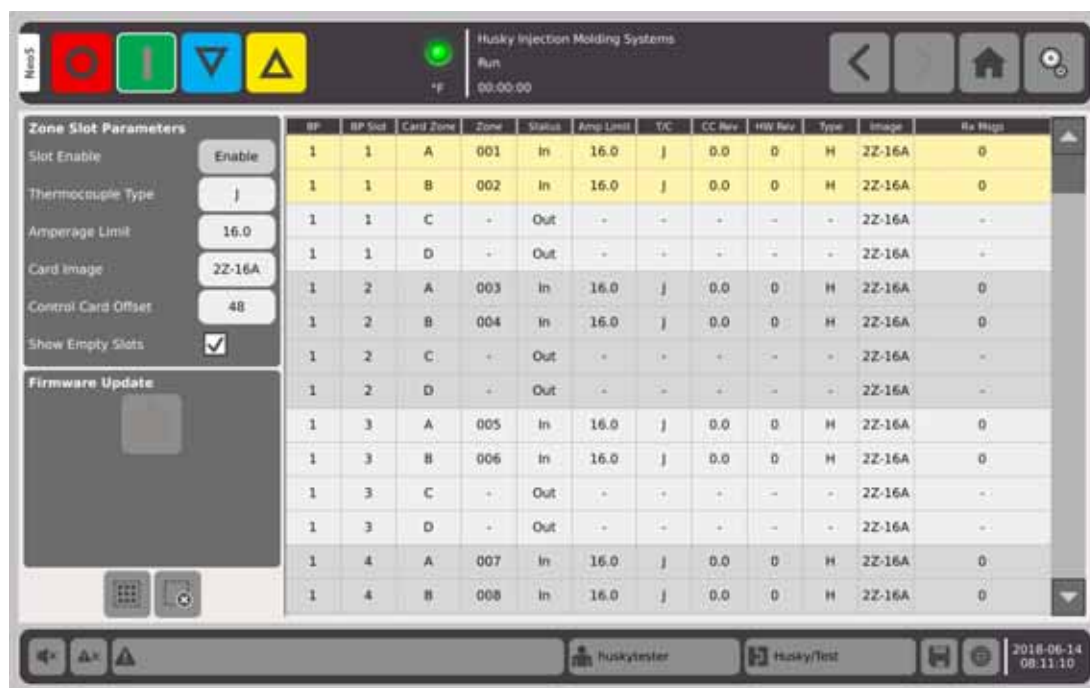 Neo5
Husky Injection Molding Systems
Run
°F
00:00:00
Zone Slot Parameters
Slot Enable Enable
Thermocouple Type J
Amperage Limit 16.0
Card Image 2Z-16A
Control Card Offset 48
Show Empty Slots
Firmware Update
BP BP Slot Card Zone Zone Status Amp Limit T/C CC Rev HW Rev Type Image Rx Msgs
1 1 A 001 In 16.0 J 0.0 0 H 2Z-16A 0
1 1 B 002 In 16.0 J 0.0 0 H 2Z-16A 0
1 1 C - Out - - - - - 2Z-16A -
1 1 D - Out - - - - - 2Z-16A -
1 2 A 003 In 16.0 J 0.0 0 H 2Z-16A 0
1 2 B 004 In 16.0 J 0.0 0 H 2Z-16A 0
1 2 C - Out - - - - - 2Z-16A -
1 2 D - Out - - - - - 2Z-16A -
1 3 A 005 In 16.0 J 0.0 0 H 2Z-16A 0
1 3 B 006 In 16.0 J 0.0 0 H 2Z-16A 0
1 3 C - Out - - - - - 2Z-16A -
1 3 D - Out - - - - - 2Z-16A -
1 4 A 007 In 16.0 J 0.0 0 H 2Z-16A 0
1 4 B 008 In 16.0 J 0.0 0 H 2Z-16A 0
huskytester
Husky/Test
2018-06-14
08:11:10